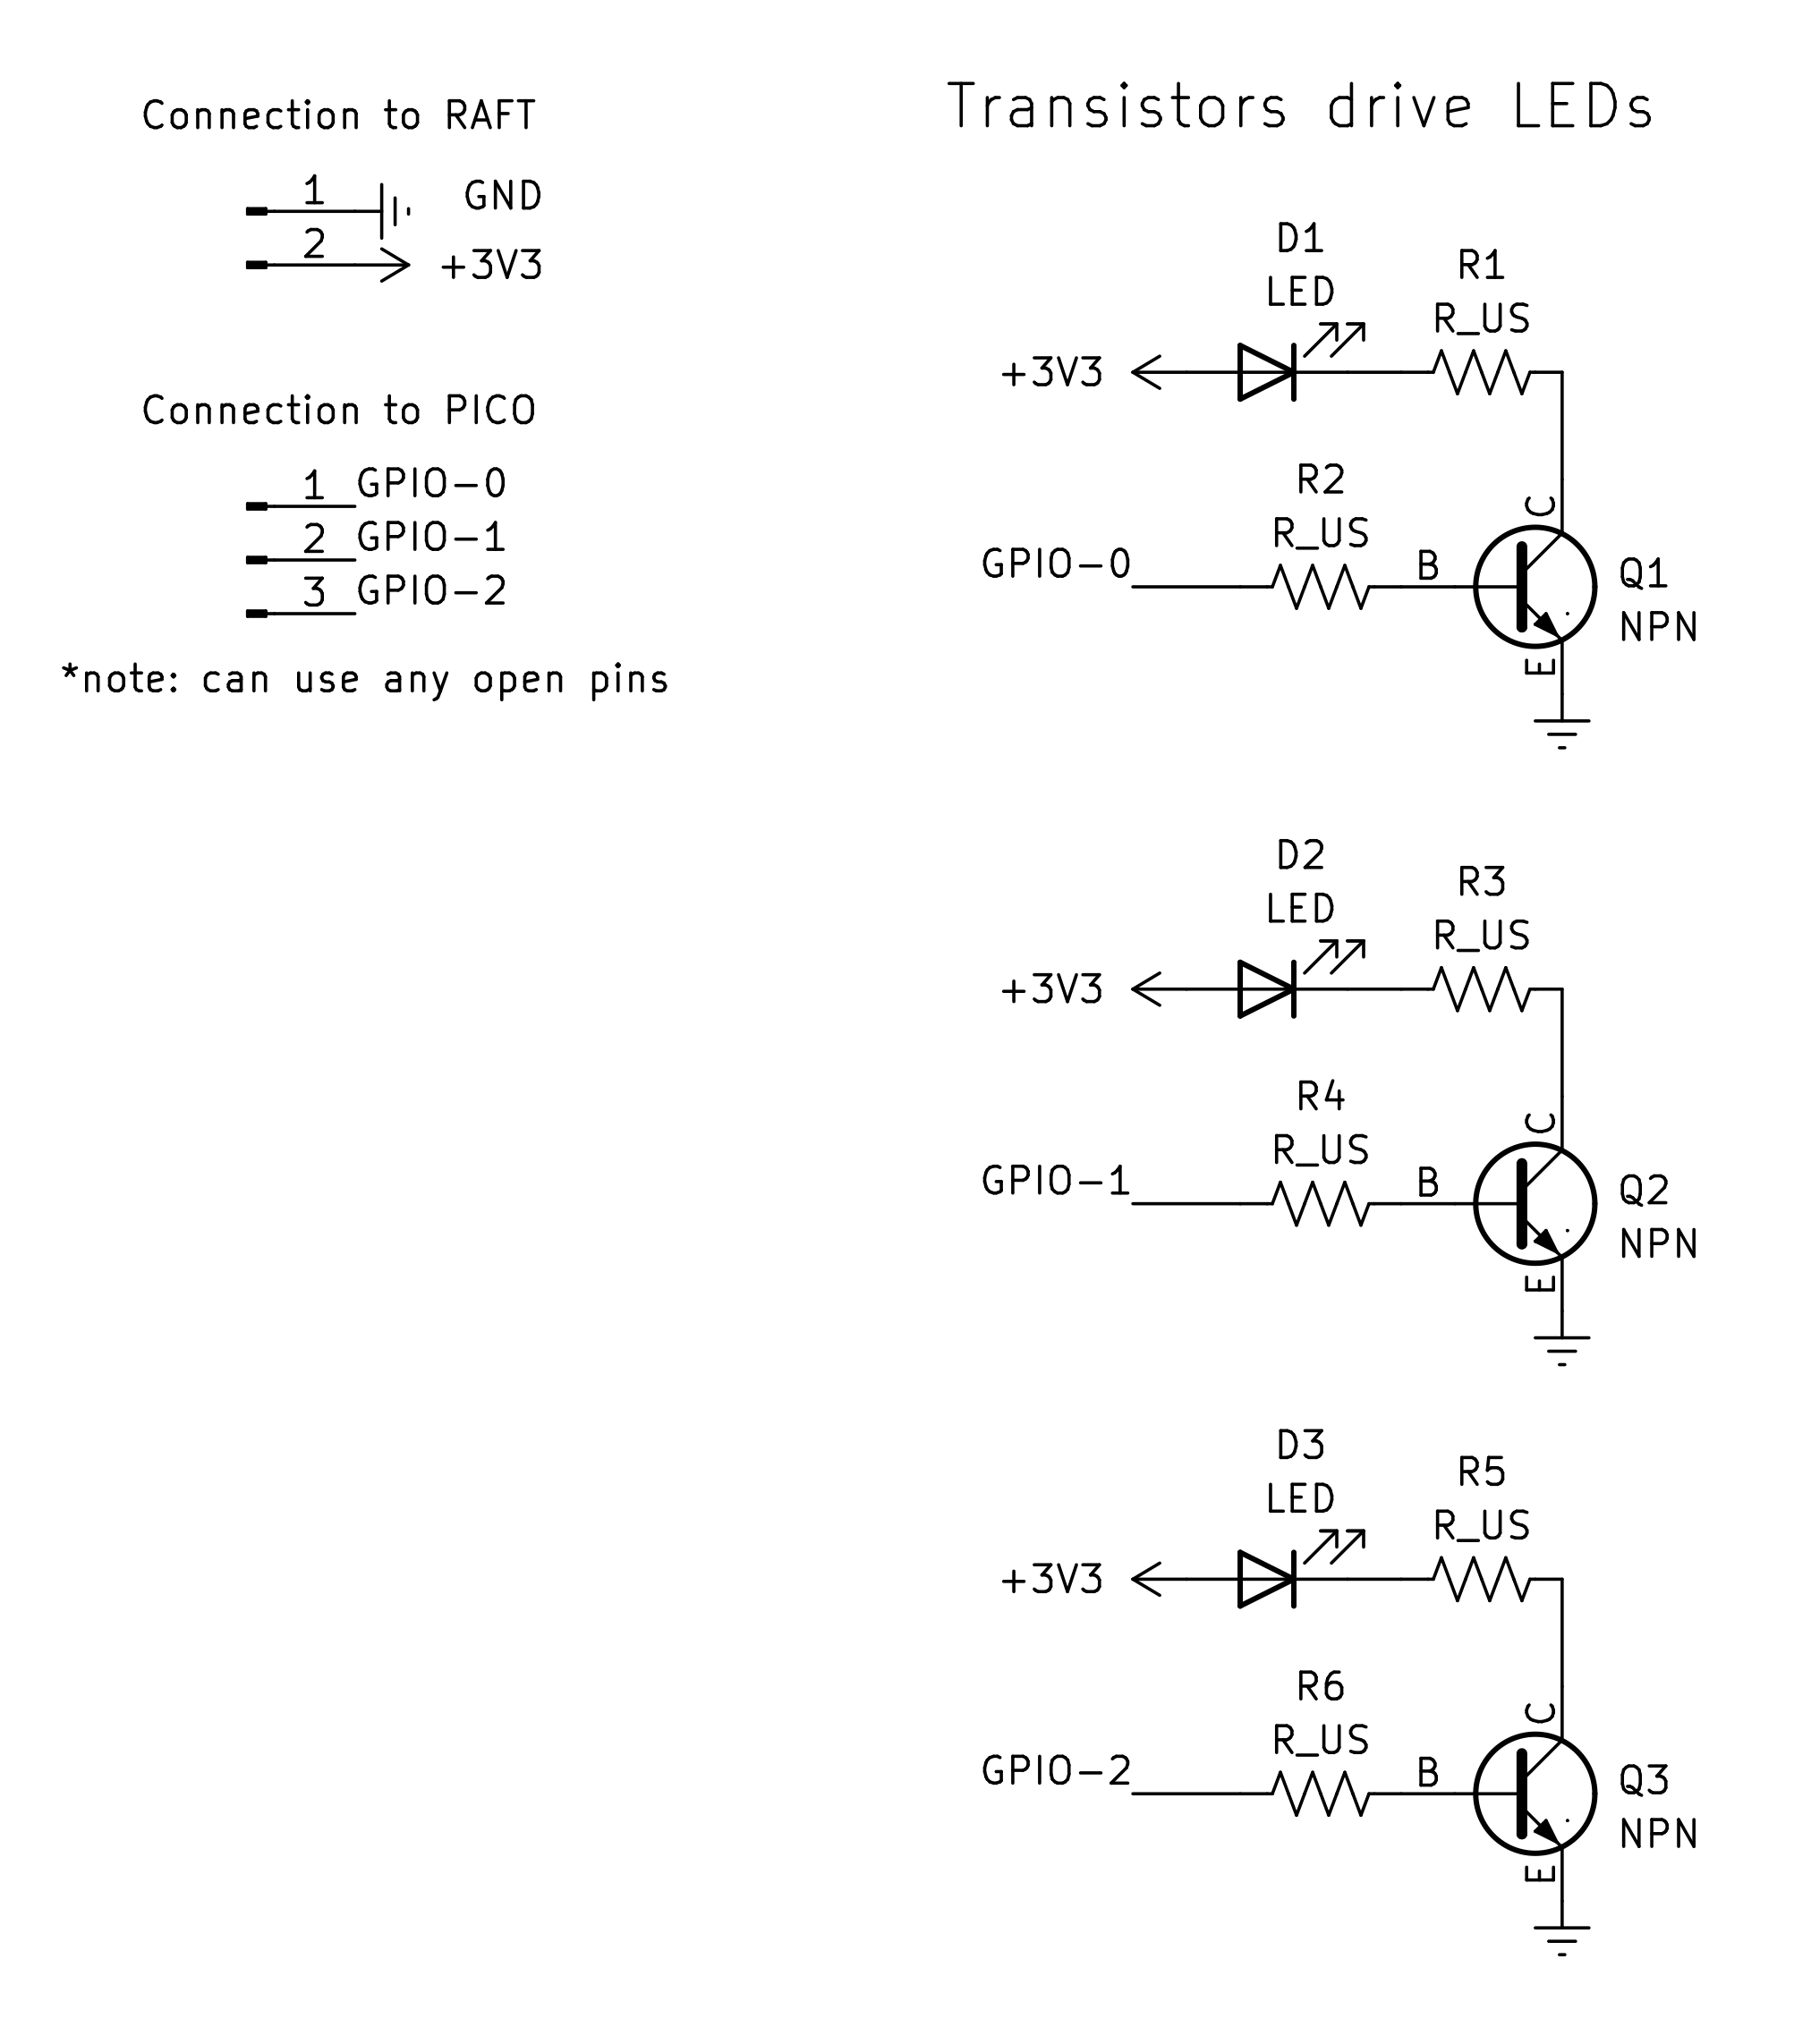 Connection to RAFT
1 GND
2 +3V3
Connection to PICO
1 GPIO-0
2 GPIO-1
3 GPIO-2
*note: can use any open pins
Transistors drive LEDs
D1
LED
R1
R_US
+3V3
R2
R_US
GPIO-0
B
C
E
Q1
NPN
D2
LED
R3
R_US
+3V3
R4
R_US
GPIO-1
B
C
E
Q2
NPN
D3
LED
R5
R_US
+3V3
R6
R_US
GPIO-2
B
C
E
Q3
NPN